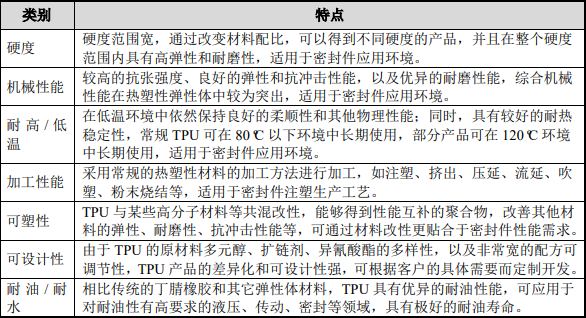 类别 特点
硬度 硬度范围宽，通过改变材料配比，可以得到不同硬度的产品，并且在整个硬度
范围内具有高弹性和耐磨性，适用于密封件应用环境。
机械性能 较高的抗张强度、良好的弹性和抗冲击性能，以及优异的耐磨性能，综合机械
性能在热塑性弹性体中较为突出，适用于密封件应用环境。
耐高/低
温
在低温环境中依然保持良好的柔顺性和其他物理性能；同时，具有较好的耐热
稳定性，常规 TPU 可在 80℃以下环境中长期使用，部分产品可在 120℃环境
中长期使用，适用于密封件应用环境。
加工性能 采用常规的热塑性材料的加工方法进行加工，如注塑、挤出、压延、流延、吹
塑、粉末烧结等，适用于密封件注塑生产工艺。
可塑性 TPU 与某些高分子材料等共混改性，能够得到性能互补的聚合物，改善其他材
料的弹性、耐磨性、抗冲击性能等，可通过材料改性更贴合于密封件性能需求。
可设计性 由于 TPU 的原材料多元醇、扩链剂、异氰酸酯的多样性，以及非常宽的配方可
调节性，TPU 产品的差异化和可设计性强，可根据客户的具体需要而定制开发。
耐油/耐
水
相比传统的丁腈橡胶和其它弹性体材料，TPU 具有优异的耐油性能，可应用于
对耐油性有高要求的液压、传动、密封等领域，具有极好的耐油寿命。